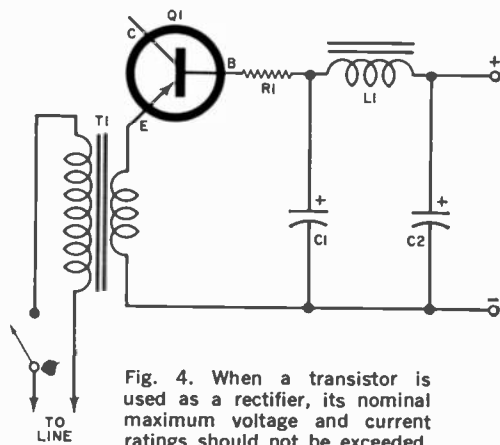 Q1
C
B
E
R1
L1
+
T1
+
C1
+
C2
–
TO
LINE
Fig. 4. When a transistor is
used as a rectifier, its nominal
maximum voltage and current
ratings should not be exceeded.